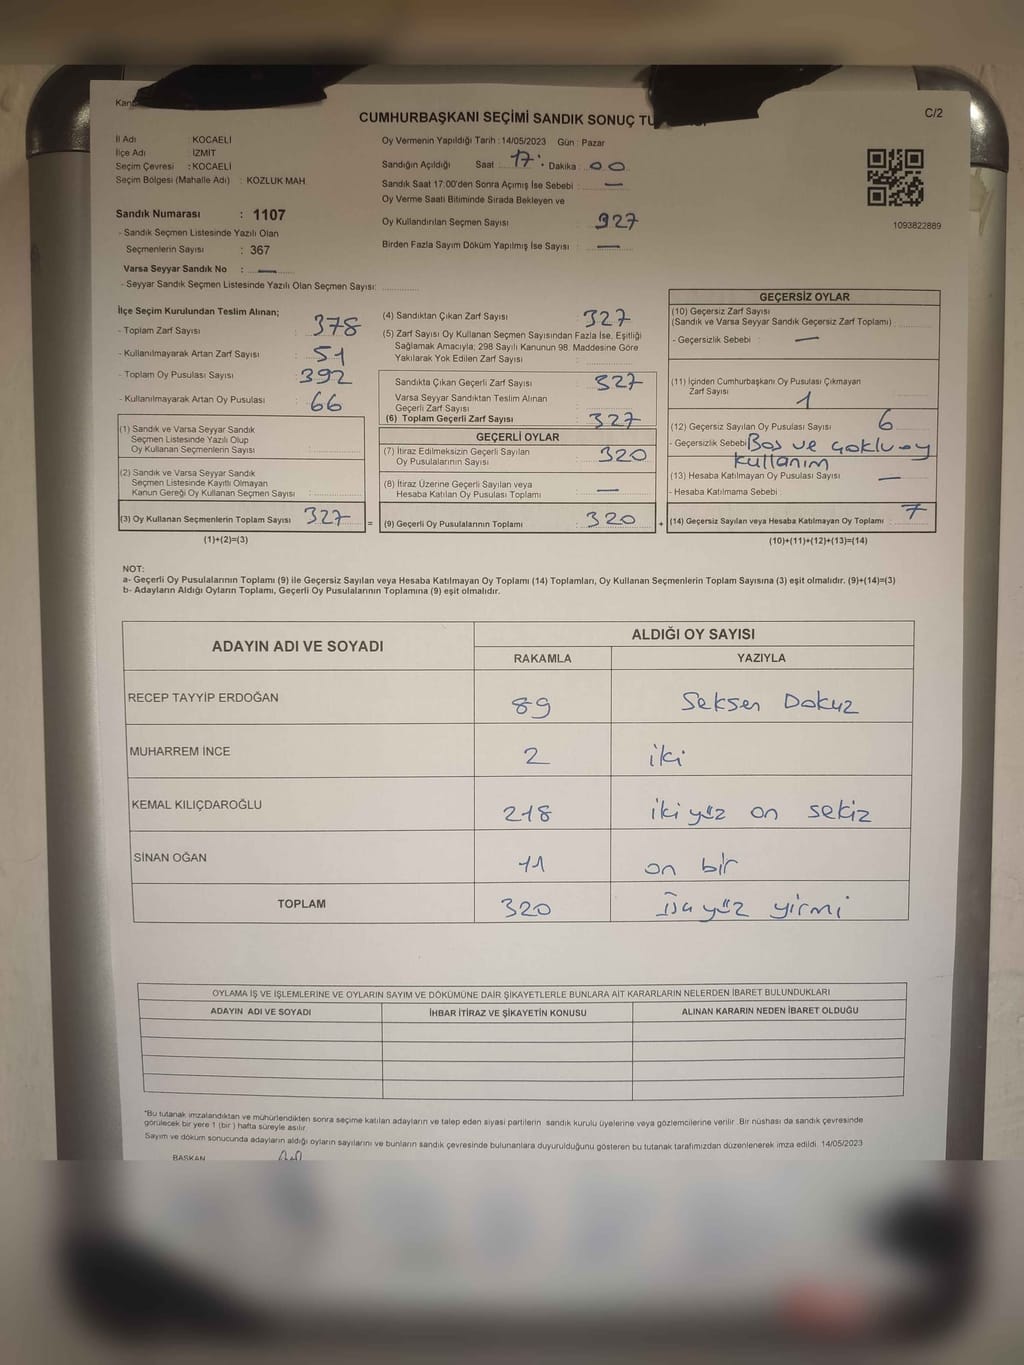 CUMHURBAŞKANI SEÇİMİ SANDIK SONUÇ
C/2
İl Adı : KOCAELİ
İlçe Adı : İZMİT
Seçim Çevresi : KOCAELİ
Seçim Bölgesi (Mahalle Adı) : KOZLUK MAH.
Sandık Numarası : 1107
- Sandık Seçmen Listesinde Yazılı Olan
Seçmenlerin Sayısı : 367
Varsa Seyyar Sandık No : —
- Seyyar Sandık Seçmen Listesinde Yazılı Olan Seçmen Sayısı:
Oy Vermenin Yapıldığı Tarih : 14/05/2023 Gün : Pazar
Sandığın Açıldığı Saat : 17: Dakika : 00
Sandık Saat 17.00'den Sonra Açımış İse Sebebi : —
Oy Verme Saati Bitiminde Sırada Bekleyen ve
Oy Kullandırılan Seçmen Sayısı : 327
Birden Fazla Sayım Döküm Yapılmış İse Sayısı : —
1093822889
İlçe Seçim Kurulundan Teslim Alınan;
- Toplam Zarf Sayısı : 378
- Kullanılmayarak Artan Zarf Sayısı : 51
- Toplam Oy Pusulası Sayısı : 392
- Kullanılmayarak Artan Oy Pusulası : 66
(1) Sandık ve Varsa Seyyar Sandık
Seçmen Listesinde Yazılı Olup
Oy Kullanan Seçmenlerin Sayısı :
(2) Sandık ve Varsa Seyyar Sandık
Seçmen Listesinde Kayıtlı Olmayan
Kanun Gereği Oy Kullanan Seçmen Sayısı :
(3) Oy Kullanan Seçmenlerin Toplam Sayısı : 327
(1)+(2)=(3)
=
(4) Sandıktan Çıkan Zarf Sayısı : 327
(5) Zarf Sayısı Oy Kullanan Seçmen Sayısından Fazla İse, Eşitliği
Sağlamak Amacıyla; 298 Sayılı Kanunun 98. Maddesine Göre
Yakılarak Yok Edilen Zarf Sayısı :
Sandıkta Çıkan Geçerli Zarf Sayısı : 327
Varsa Seyyar Sandıktan Teslim Alınan
Geçerli Zarf Sayısı :
(6) Toplam Geçerli Zarf Sayısı : 327
GEÇERLİ OYLAR
(7) İtiraz Edilmeksizin Geçerli Sayılan
Oy Pusulalarının Sayısı : 320
(8) İtiraz Üzerine Geçerli Sayılan veya
Hesaba Katılan Oy Pusulası Toplamı : —
(9) Geçerli Oy Pusulalarının Toplamı : 320
+
GEÇERSİZ OYLAR
(10) Geçersiz Zarf Sayısı
(Sandık ve Varsa Seyyar Sandık Geçersiz Zarf Toplamı) :
- Geçersizlik Sebebi : —
(11) İçinden Cumhurbaşkanı Oy Pusulası Çıkmayan
Zarf Sayısı : 1
(12) Geçersiz Sayılan Oy Pusulası Sayısı : 6
- Geçersizlik Sebebi Boş ve çoklu oy
kullanım
(13) Hesaba Katılmayan Oy Pusulası Sayısı : —
- Hesaba Katılmama Sebebi :
(14) Geçersiz Sayılan veya Hesaba Katılmayan Oy Toplamı : 7
(10)+(11)+(12)+(13)=(14)
NOT:
a- Geçerli Oy Pusulalarının Toplamı (9) ile Geçersiz Sayılan veya Hesaba Katılmayan Oy Toplamı (14) Toplamları, Oy Kullanan Seçmenlerin Toplam Sayısına (3) eşit olmalıdır. (9)+(14)=(3)
b- Adayların Aldığı Oyların Toplamı, Geçerli Oy Pusulalarının Toplamına (9) eşit olmalıdır.
ADAYIN ADI VE SOYADI
ALDIĞI OY SAYISI
RAKAMLA YAZIYLA
RECEP TAYYİP ERDOĞAN 89 Seksen Dokuz
MUHARREM İNCE 2 iki
KEMAL KILIÇDAROĞLU 218 iki yüz on sekiz
SİNAN OĞAN 11 on bir
TOPLAM 320 yüz yirmi
OYLAMA İŞ VE İŞLEMLERİNE VE OYLARIN SAYIM VE DÖKÜMÜNE DAİR ŞİKAYETLERLE BUNLARA AİT KARARLARIN NELERDEN İBARET BULUNDUKLARI
ADAYIN ADI VE SOYADI İHBAR İTİRAZ VE ŞİKAYETİN KONUSU ALINAN KARARIN NEDEN İBARET OLDUĞU
"Bu tutanak imzalandıktan ve mühürlendikten sonra seçime katılan adayların ve talep eden siyasi partilerin sandık kurulu üyelerine veya gözlemcilerine verilir. Bir nüshası da sandık çevresinde
görülecek bir yere 1 (bir) hafta süreyle asılır.
Sayım ve döküm sonucunda adayların aldığı oyların sayılarını ve bunların sandık çevresinde bulunanlara duyurulduğunu gösteren bu tutanak tarafımızdan düzenlenerek imza edildi. 14/05/2023
BAŞKAN